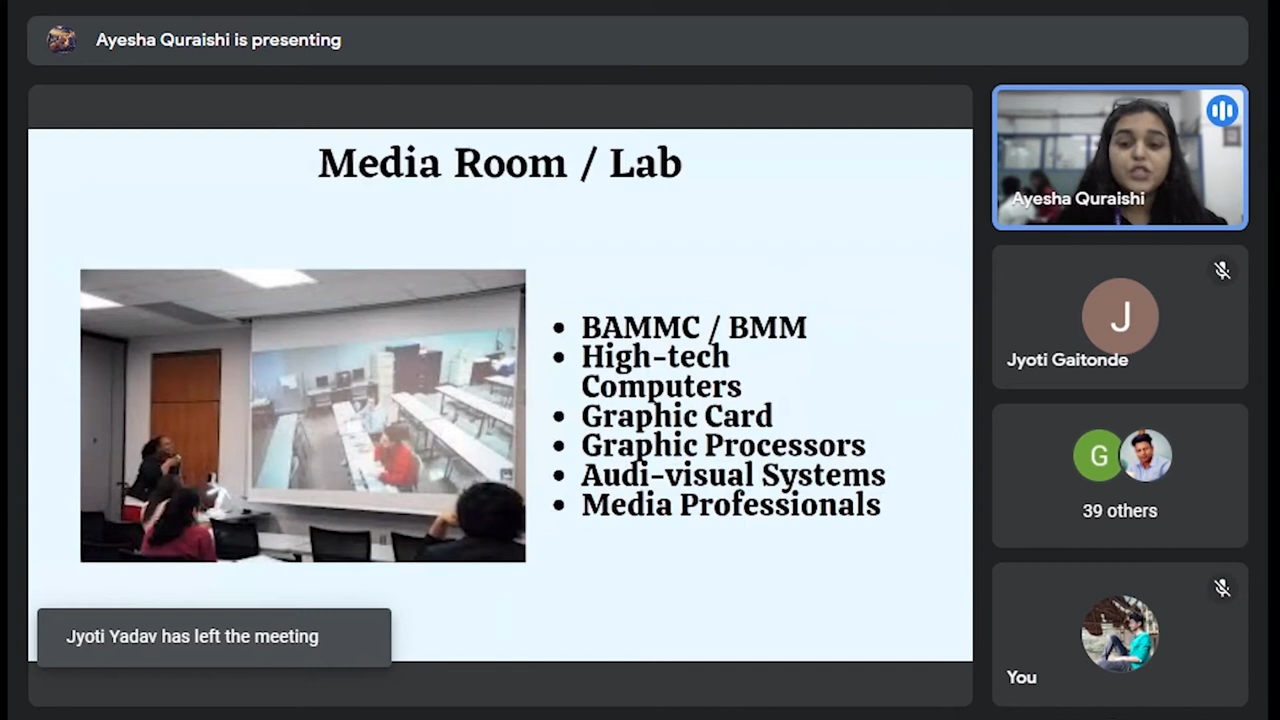 Ayesha Quraishi is presenting
Media Room / Lab
• BAMMC / BMM
• High-tech
Computers
• Graphic Card
• Graphic Processors
• Audi-visual Systems
• Media Professionals
Jyoti Yadav has left the meeting
Ayesha Quraishi
J
Jyoti Gaitonde
G
39 others
You